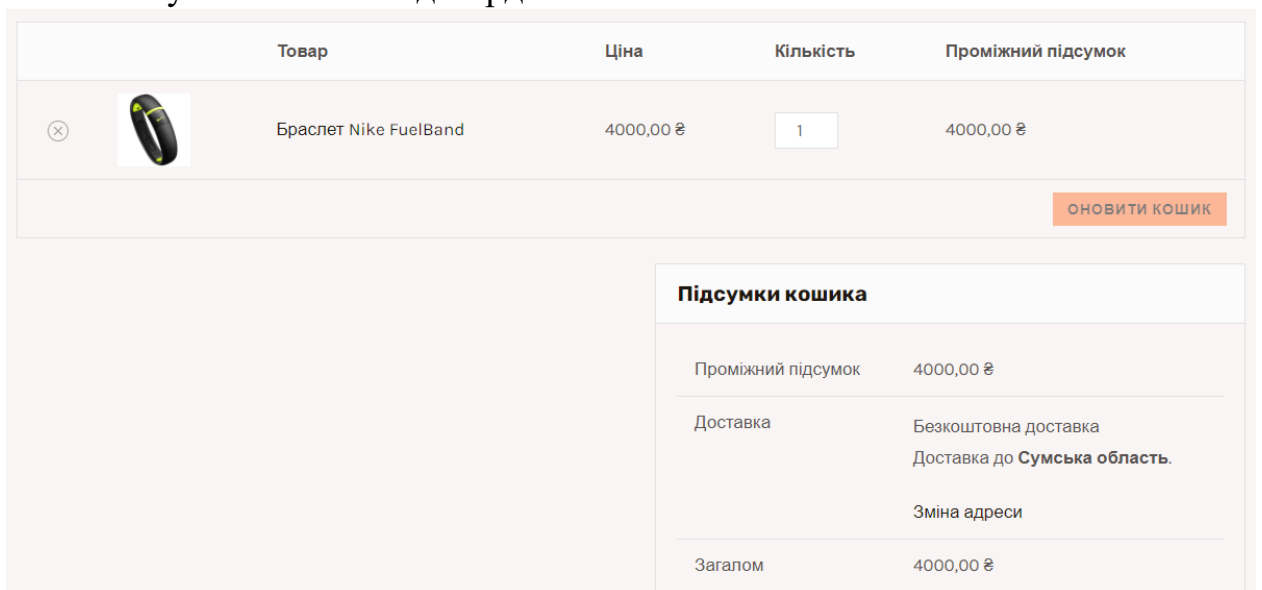 Товар Ціна Кількість Проміжний підсумок
Браслет Nike FuelBand 4000,00 ₴ 1 4000,00 ₴
ОНОВИТИ КОШИК
Підсумки кошика
Проміжний підсумок 4000,00 ₴
Доставка Безкоштовна доставка
Доставка до Сумська область.
Зміна адреси
Загалом 4000,00 ₴